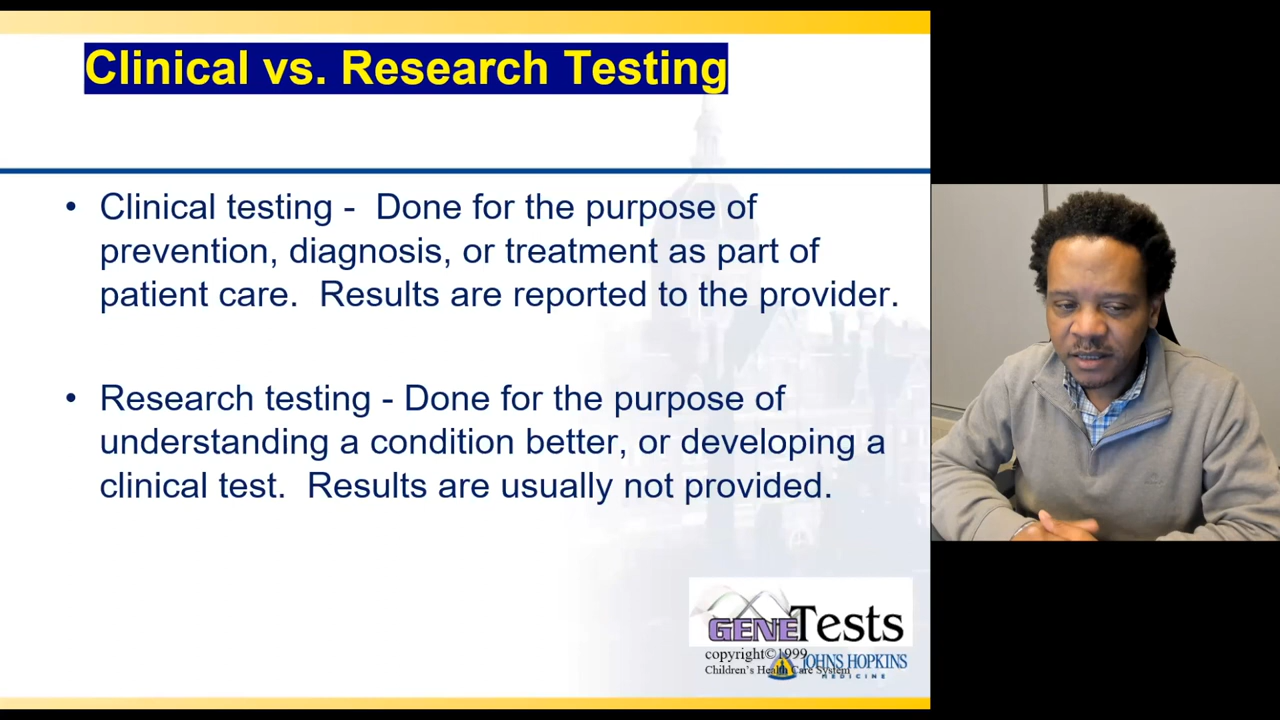 Clinical vs. Research Testing
• Clinical testing - Done for the purpose of
prevention, diagnosis, or treatment as part of
patient care. Results are reported to the provider.
• Research testing - Done for the purpose of
understanding a condition better, or developing a
clinical test. Results are usually not provided.
GENETests
copyright©1999
JOHNS HOPKINS
Children's Health Care System
MEDICINE